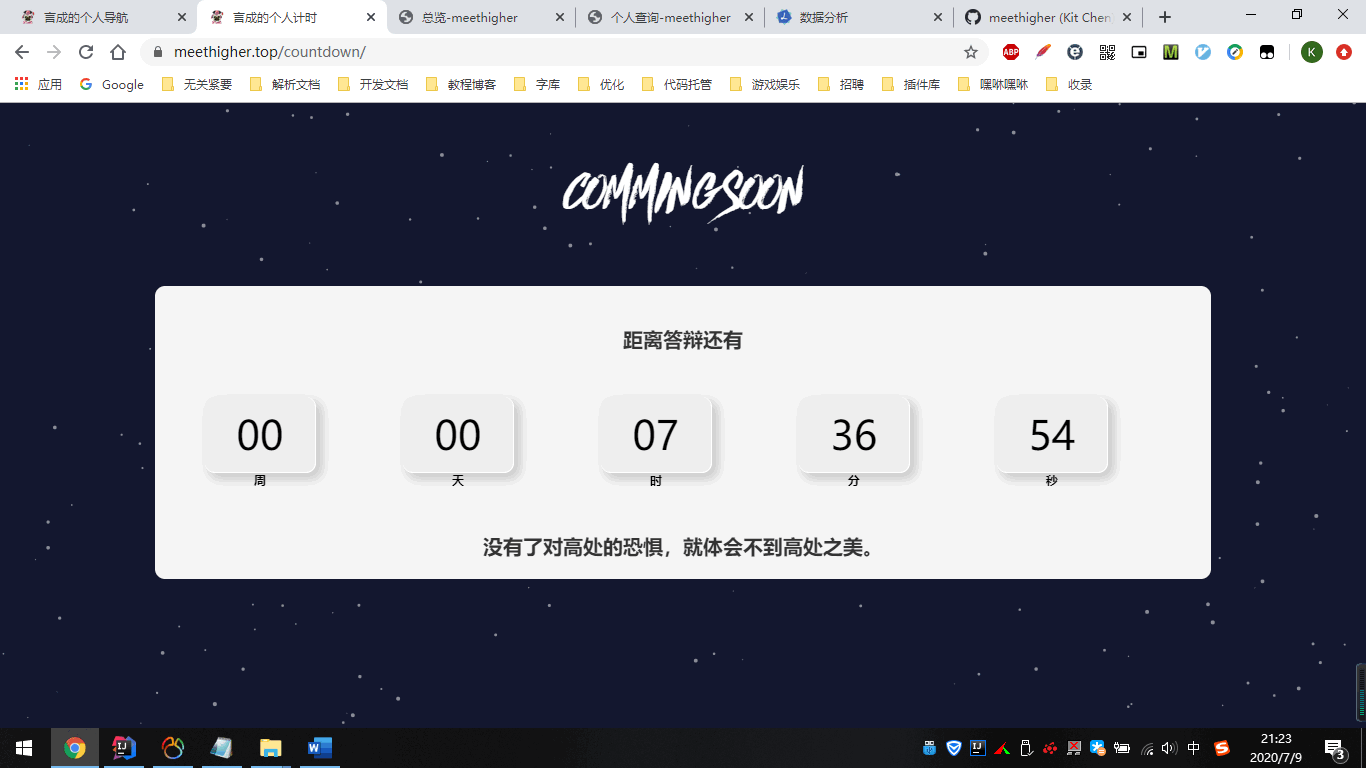 言成的个人导航
言成的个人计时
总览-meethigher
个人查询-meethigher
数据分析
meethigher (Kit Chen
meethigher.top/countdown/
ABP
K
应用
Google
无关紧要
解析文档
开发文档
教程博客
字库
优化
代码托管
游戏娱乐
招聘
插件库
嘿咻嘿咻
收录
COMMINGSOON
距离答辩还有
00
00
07
36
54
周
天
时
分
秒
没有了对高处的恐惧，就体会不到高处之美。
中
21:23
2020/7/9
3